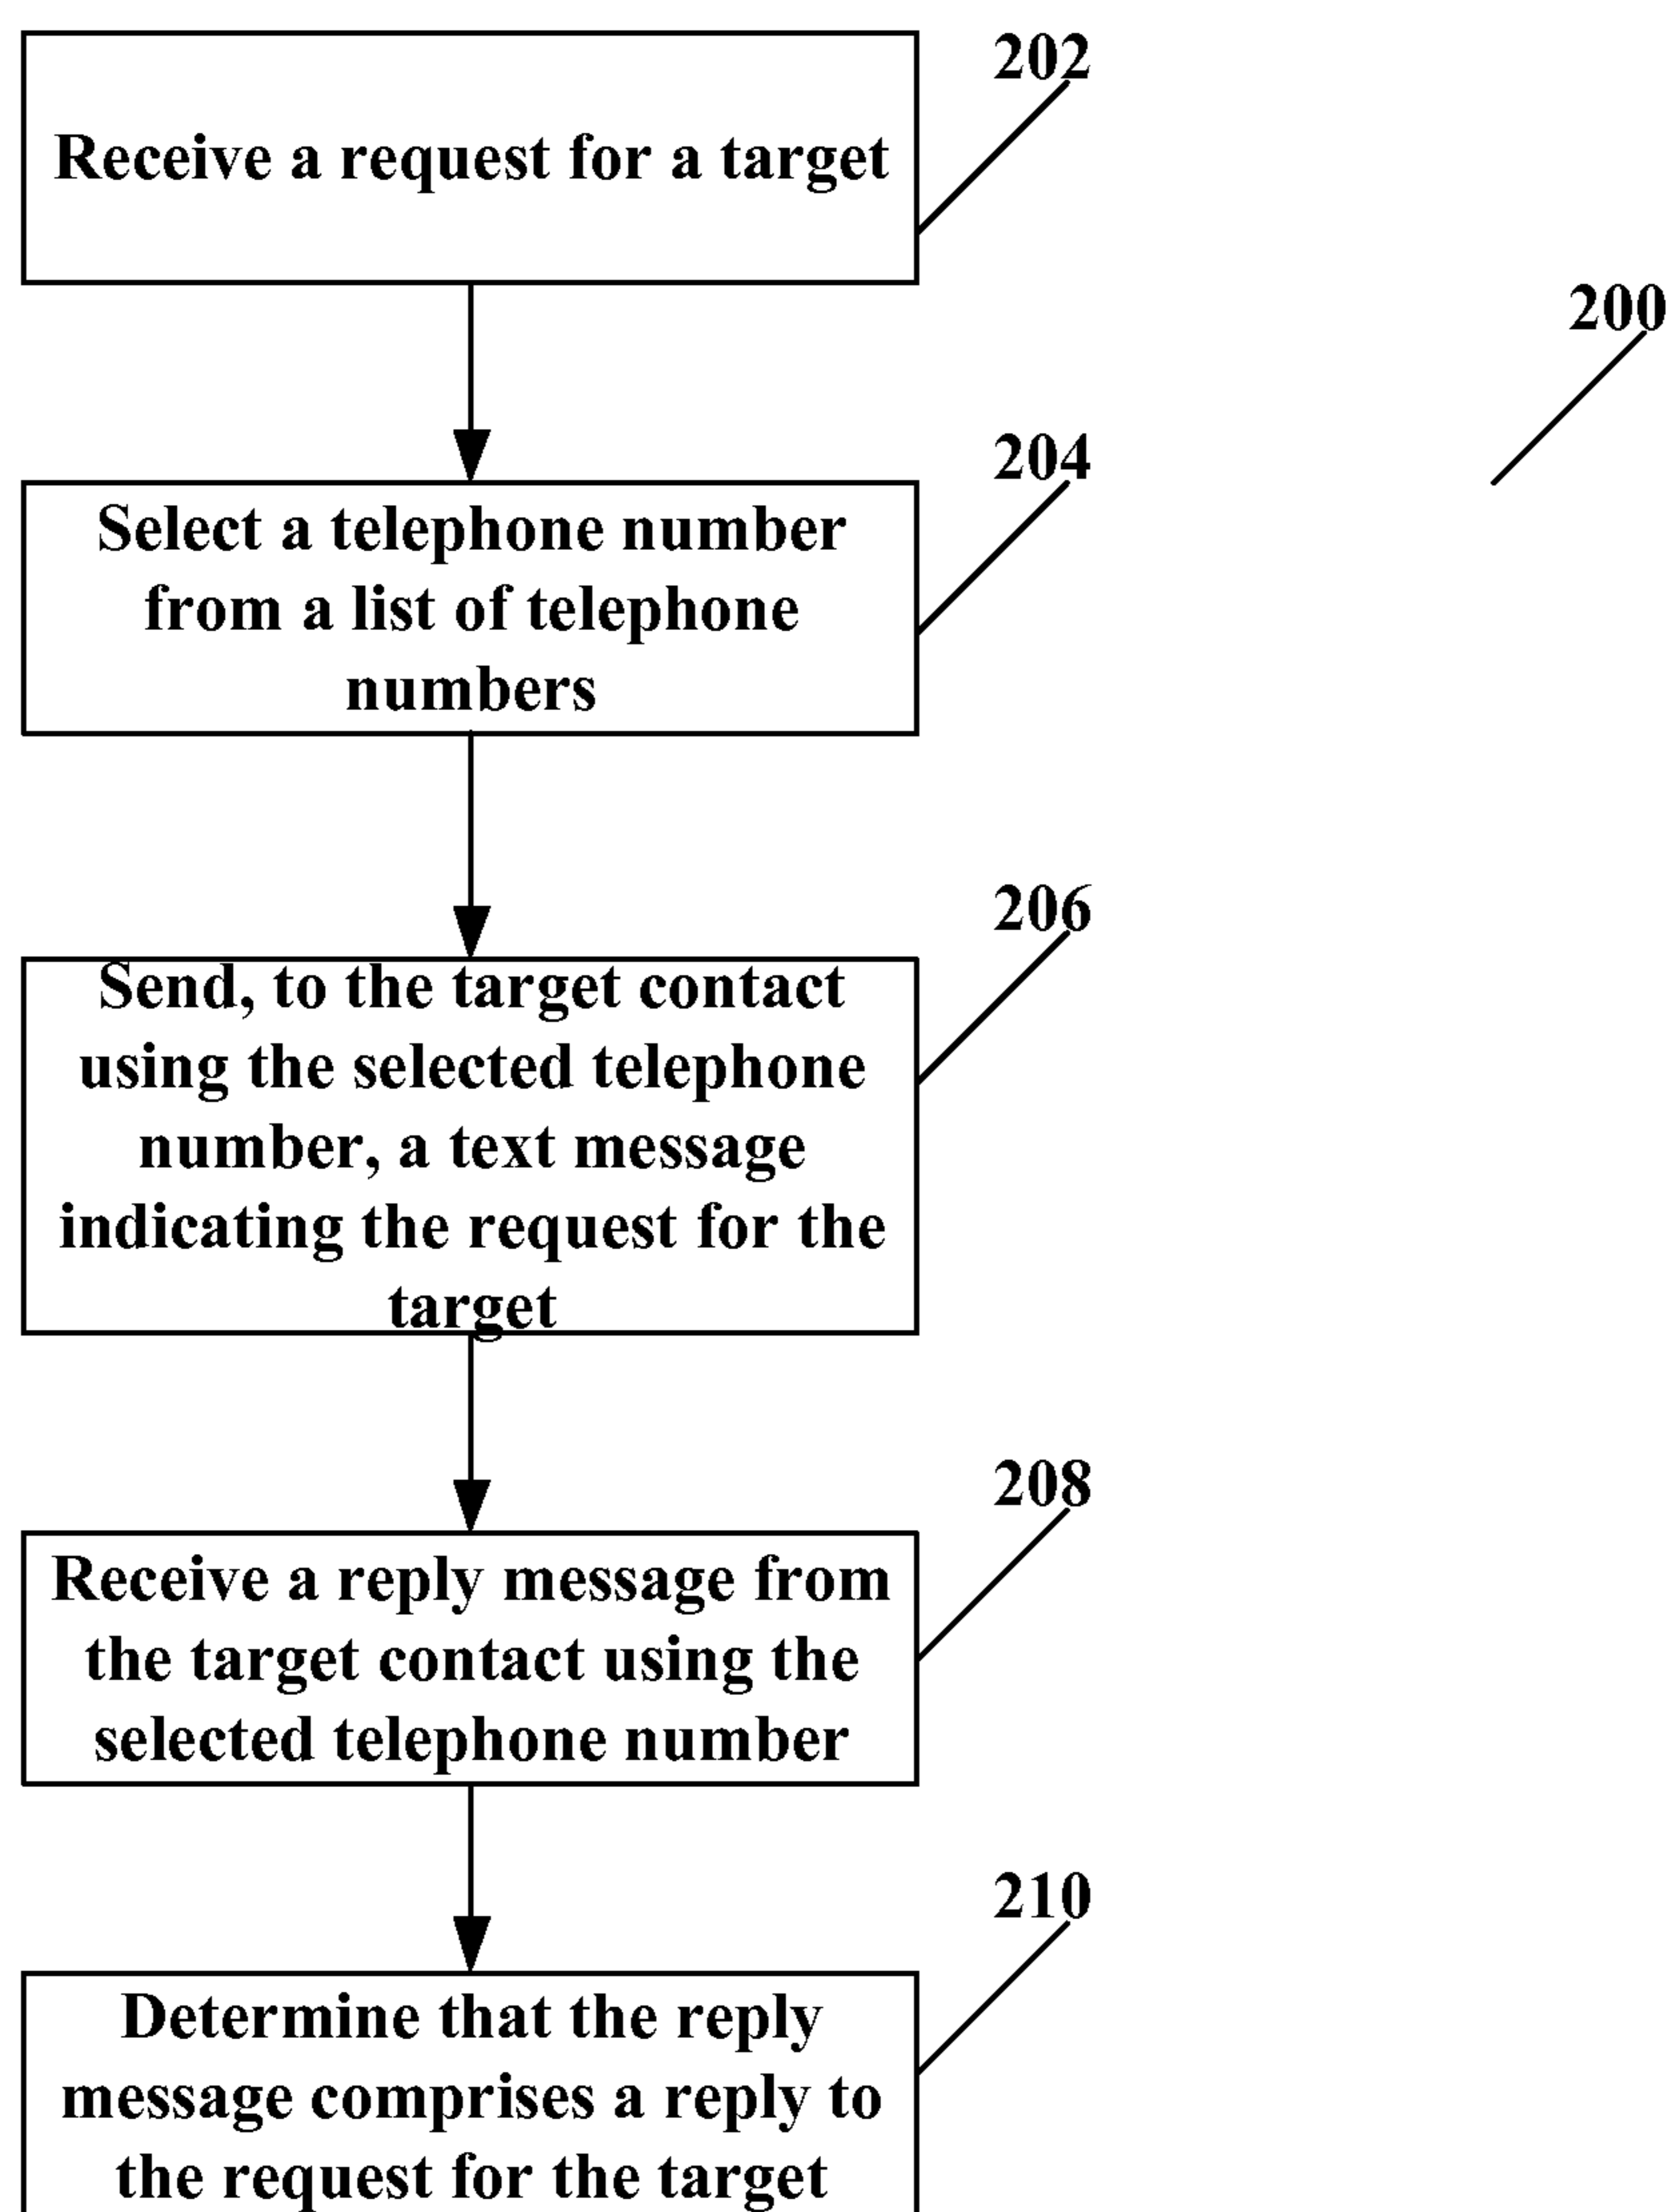 202
Receive a request for a target
200
204
Select a telephone number
from a list of telephone
numbers
206
Send, to the target contact
using the selected telephone
number, a text message
indicating the request for the
target
208
Receive a reply message from
the target contact using the
selected telephone number
210
Determine that the reply
message comprises a reply to
the request for the target